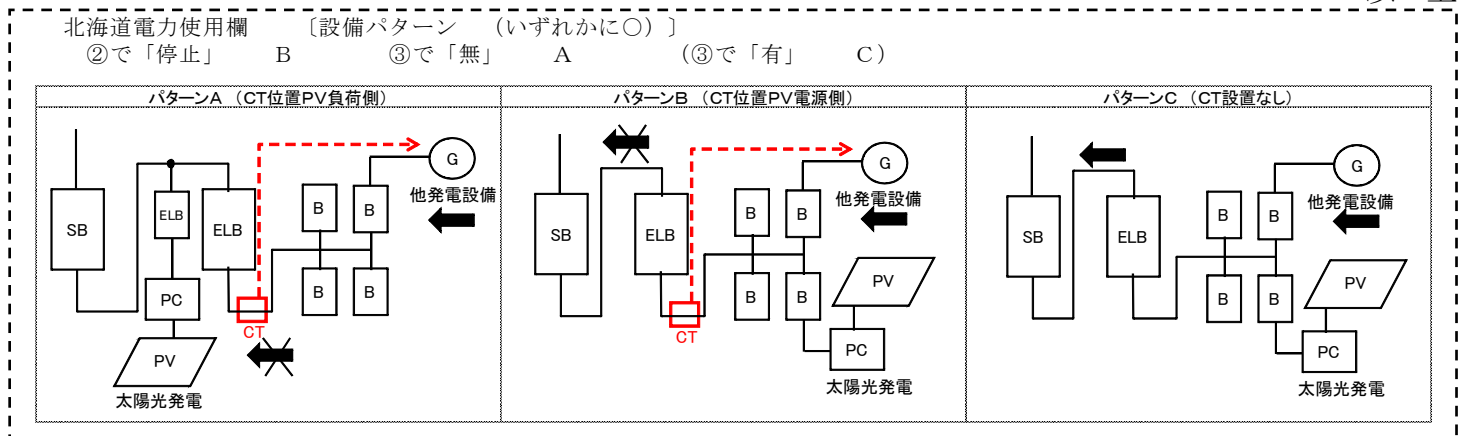 北海道電力使用欄 〔設備パターン （いずれかに○）〕
②で「停止」 B ③で「無」 A （③で「有」 C）
パターンA （CT位置PV負荷側）
SB
ELB
ELB
PC
PV
太陽光発電
CT
B
B
B
B
G
他発電設備
パターンB （CT位置PV電源側）
SB
ELB
CT
B
B
B
B
G
他発電設備
PV
PC
太陽光発電
パターンC （CT設置なし）
SB
ELB
B
B
B
B
G
他発電設備
PV
PC
太陽光発電